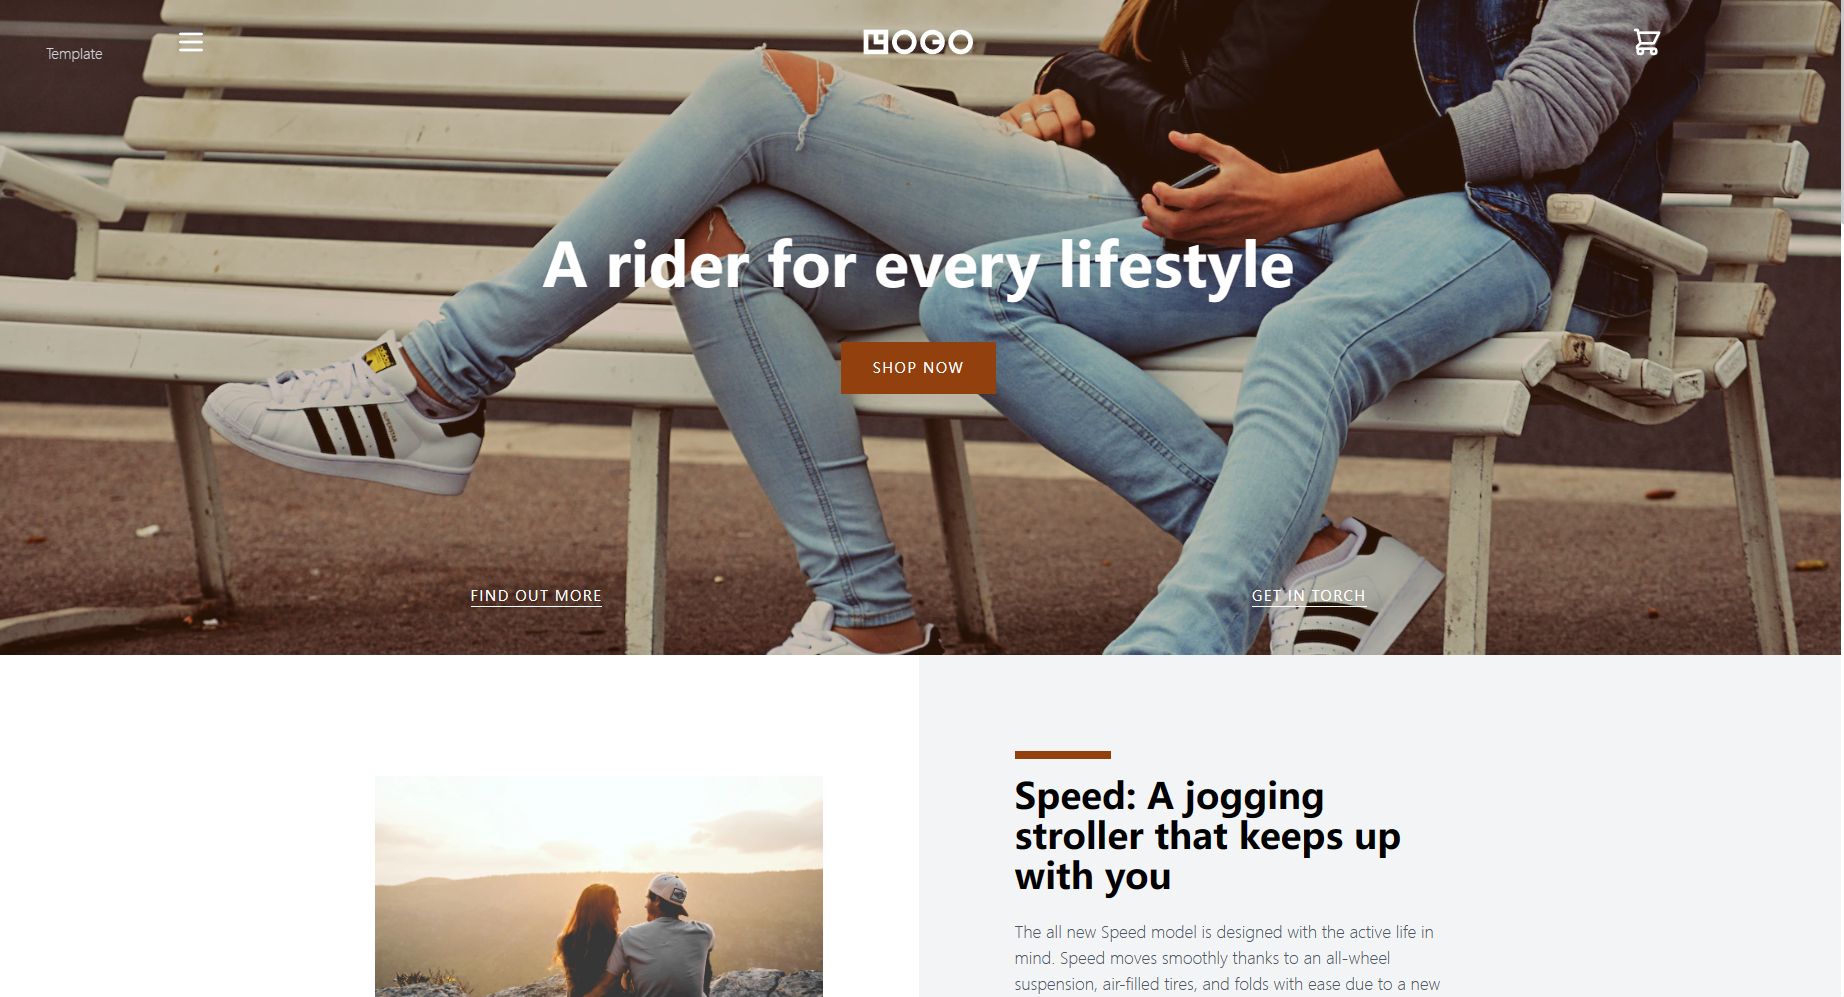 Template
LOGO
A rider for every lifestyle
SHOP NOW
FIND OUT MORE
GET IN TORCH
SUPERSTAR
Speed: A jogging
stroller that keeps up
with you
The all new Speed model is designed with the active life in
mind. Speed moves smoothly thanks to an all-wheel
suspension, air-filled tires, and folds with ease due to a new